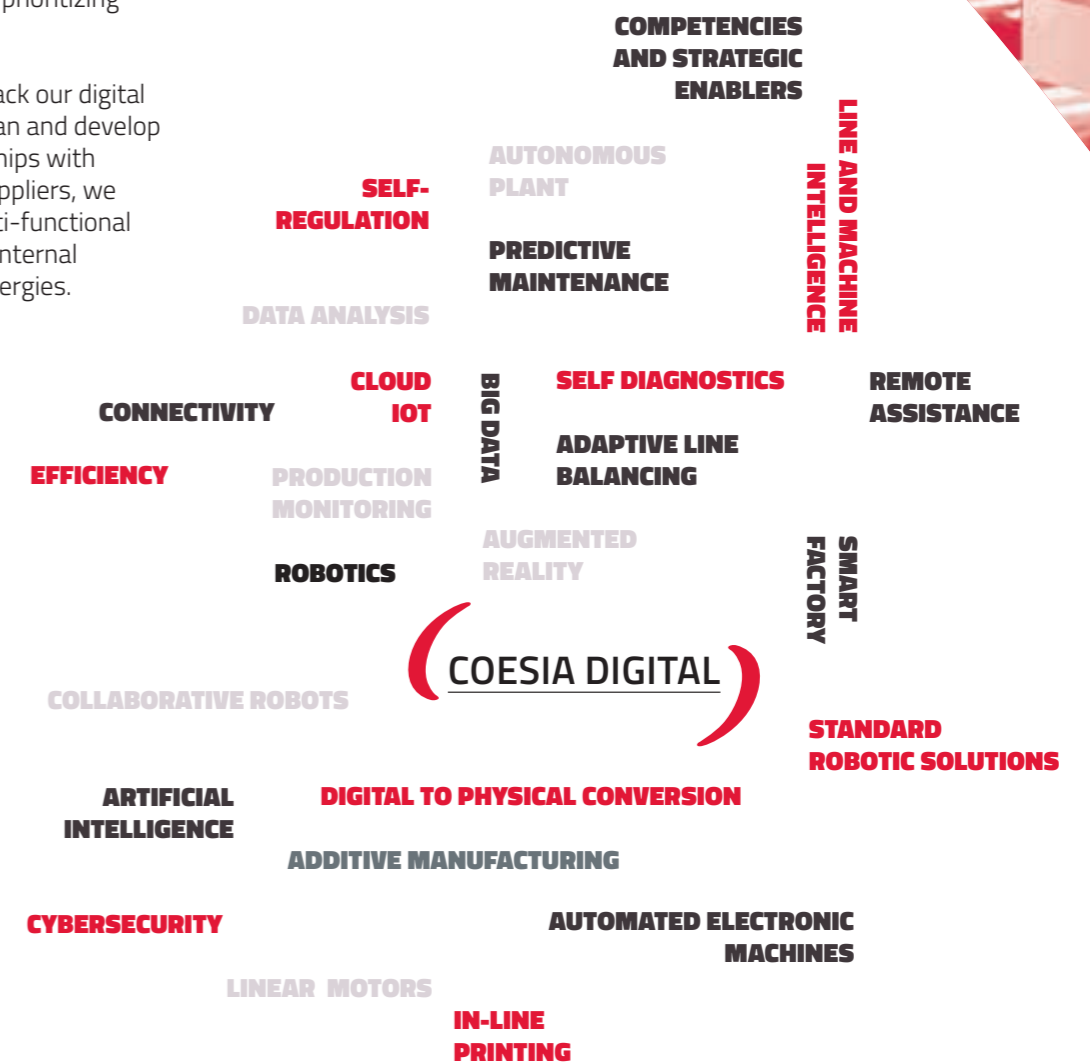 prioritizing
ack our digital
an and develop
hips with
ppliers, we
ti-functional
nternal
ergies.
COMPETENCIES
AND STRATEGIC
ENABLERS
LINE AND MACHINE
INTELLIGENCE
AUTONOMOUS
PLANT
SELF-
REGULATION
PREDICTIVE
MAINTENANCE
DATA ANALYSIS
CLOUD
IOT
BIG DATA
SELF DIAGNOSTICS
REMOTE
ASSISTANCE
CONNECTIVITY
ADAPTIVE LINE
BALANCING
EFFICIENCY
PRODUCTION
MONITORING
AUGMENTED
REALITY
SMART
FACTORY
ROBOTICS
COESIA DIGITAL
COLLABORATIVE ROBOTS
STANDARD
ROBOTIC SOLUTIONS
ARTIFICIAL
INTELLIGENCE
DIGITAL TO PHYSICAL CONVERSION
ADDITIVE MANUFACTURING
CYBERSECURITY
AUTOMATED ELECTRONIC
MACHINES
LINEAR MOTORS
IN-LINE
PRINTING